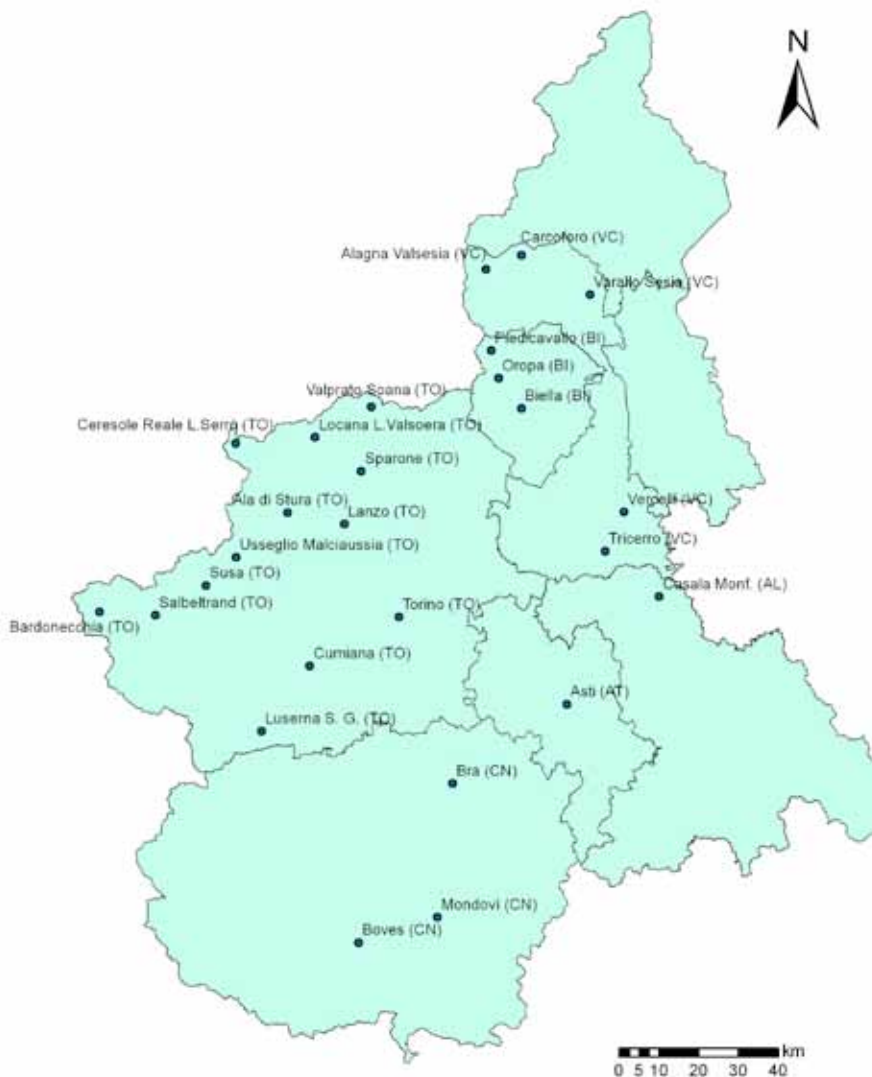 N
Carcoforo (VC)
Alagna Valsesia (VC)
Varallo Sesia (VC)
Piedicavallo (BI)
Oropa (BI)
Valprato Soana (TO)
Biella (BI)
Ceresole Reale L.Serrù (TO)
Locana L.Valsoera (TO)
Sparone (TO)
Ala di Stura (TO)
Lanzo (TO)
Vercelli (VC)
Usseglio Malciaussia (TO)
Tricerro (VC)
Susa (TO)
Casala Monf. (AL)
Salbeltrand (TO)
Torino (TO)
Bardonecchia (TO)
Cumiana (TO)
Asti (AT)
Luserna S. G. (TO)
Bra (CN)
Mondovì (CN)
Boves (CN)
km
0 5 10 20 30 40